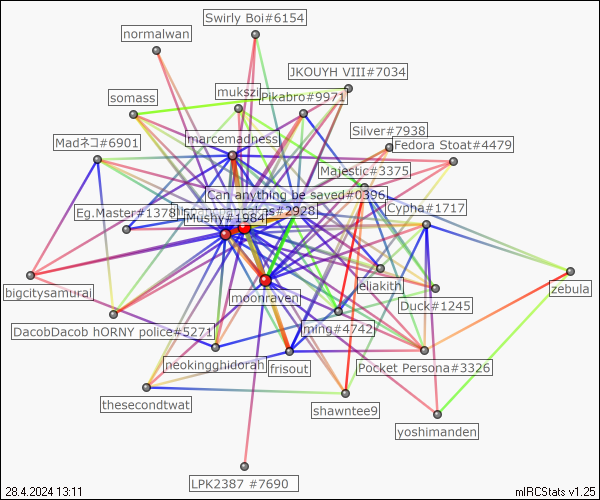 Swirly Boi#6154
normalwan
JKOUYH VIII#7034
mukszi
Pikabro#9971
somass
Silver#7938
Madネコ#6901
marcemadness
Fedora Stoat#4479
Majestic#3375
Can anything be saved#0396
Eg.Master#1378
#2928
Cypha#1717
Mushy#1984
bigcitysamurai
moonraven
leliakith
zebula
Duck#1245
DacobDacob hORNY police#5271
ming#4742
neokingghidorah
frisout
Pocket Persona#3326
thesecondtwat
shawntee9
yoshimanden
LPK2387 #7690
28.4.2024 13:11
mIRCStats v1.25